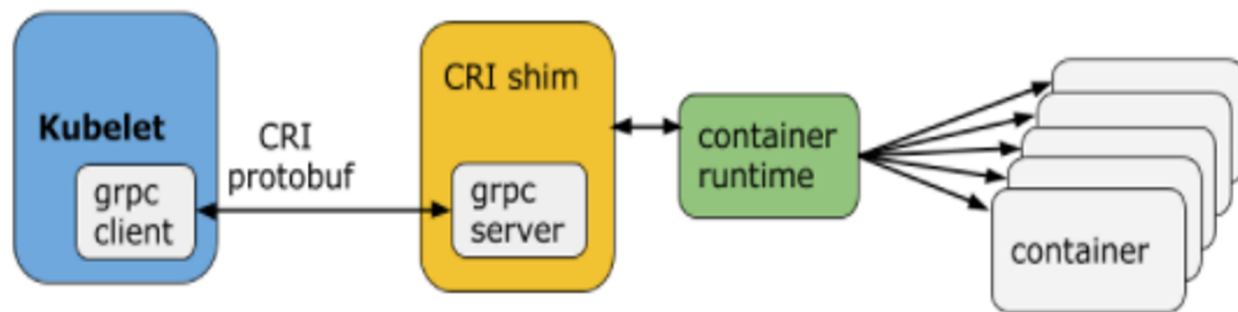 Kubelet
grpc
client
CRI
protobuf
CRI shim
grpc
server
container
runtime
container